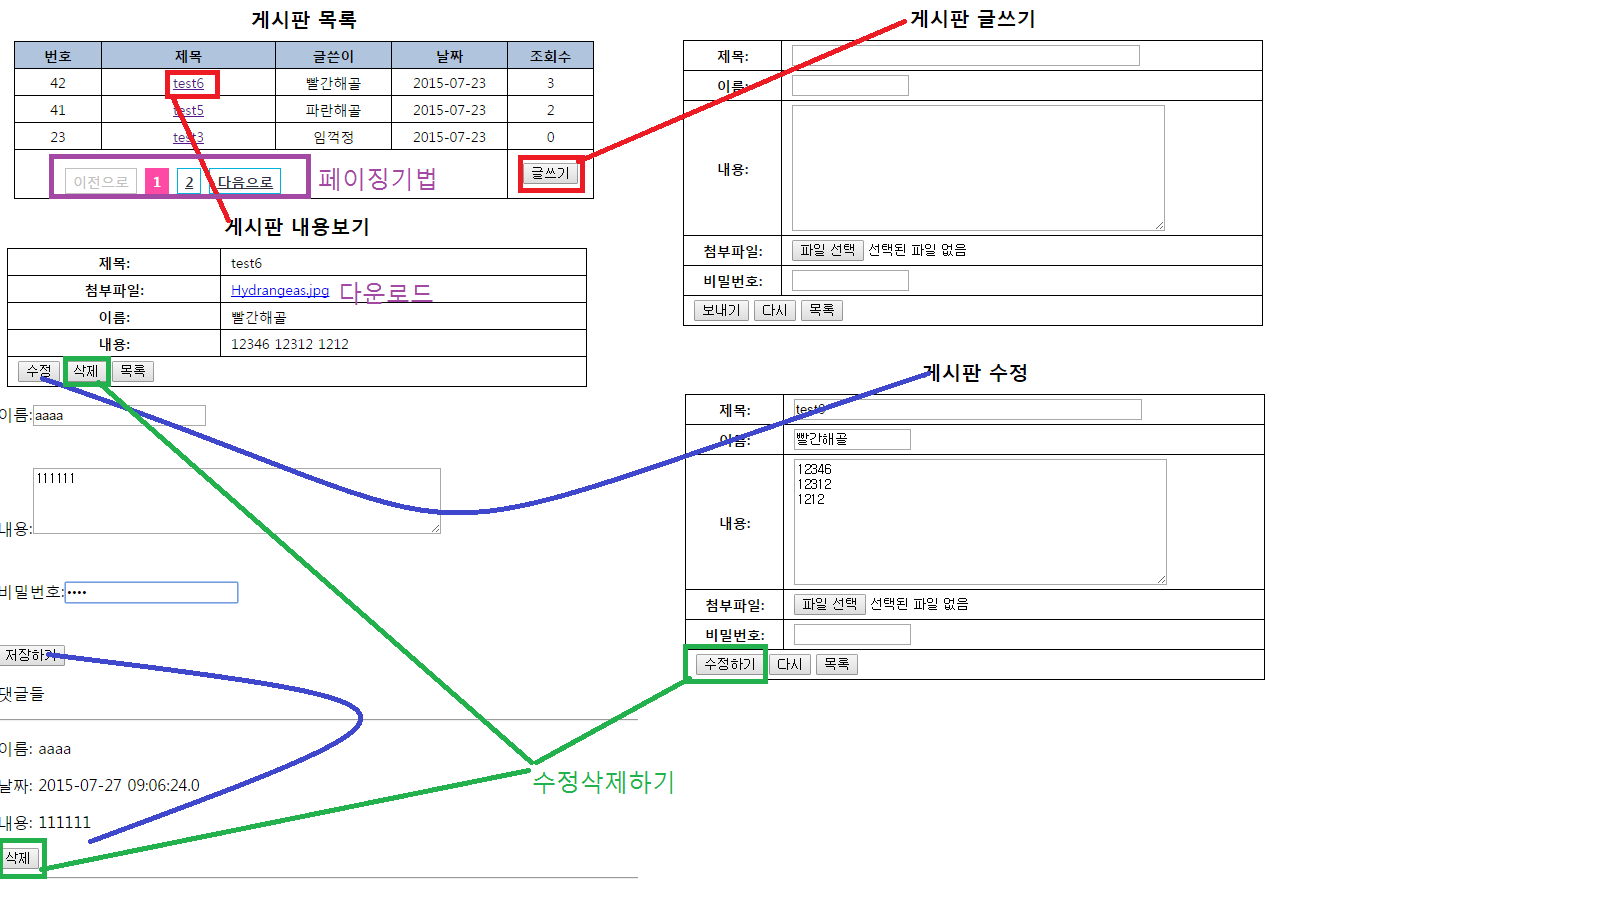 게시판 목록
번호 제목 글쓴이 날짜 조회수
42 test6 빨간해골 2015-07-23 3
41 test5 파란해골 2015-07-23 2
23 test3 임꺽정 2015-07-23 0
이전으로 1 2 다음으로 페이징기법 글쓰기
게시판 내용보기
제목: test6
첨부파일: Hydrangeas.jpg 다운로드
이름: 빨간해골
내용: 12346 12312 1212
수정 삭제 목록
이름: aaaa
111111
내용:
비밀번호: ••••
저장하기
댓글들
이름: aaaa
날짜: 2015-07-27 09:06:24.0
내용: 111111
삭제
게시판 글쓰기
제목:
이름:
내용:
첨부파일: 파일 선택 선택된 파일 없음
비밀번호:
보내기 다시 목록
게시판 수정
제목: test6
이름: 빨간해골
12346
12312
1212
내용:
첨부파일: 파일 선택 선택된 파일 없음
비밀번호:
수정하기 다시 목록
수정삭제하기